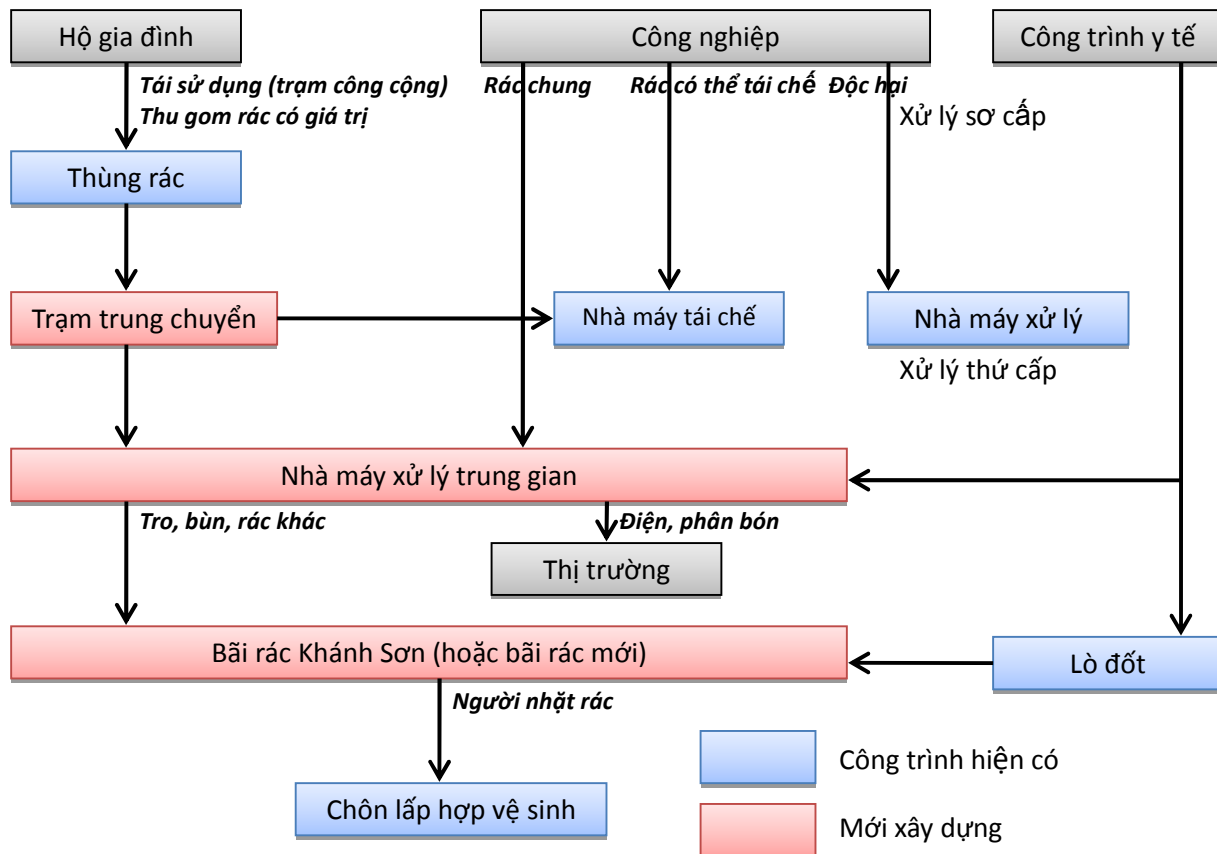 Hộ gia đình
Công nghiệp
Công trình y tế
Tái sử dụng (trạm công cộng)
Thu gom rác có giá trị
Rác chung
Rác có thể tái chế
Độc hại
Xử lý sơ cấp
Thùng rác
Trạm trung chuyển
Nhà máy tái chế
Nhà máy xử lý
Xử lý thứ cấp
Nhà máy xử lý trung gian
Tro, bùn, rác khác
Điện, phân bón
Thị trường
Bãi rác Khánh Sơn (hoặc bãi rác mới)
Lò đốt
Người nhặt rác
Công trình hiện có
Chôn lấp hợp vệ sinh
Mới xây dựng